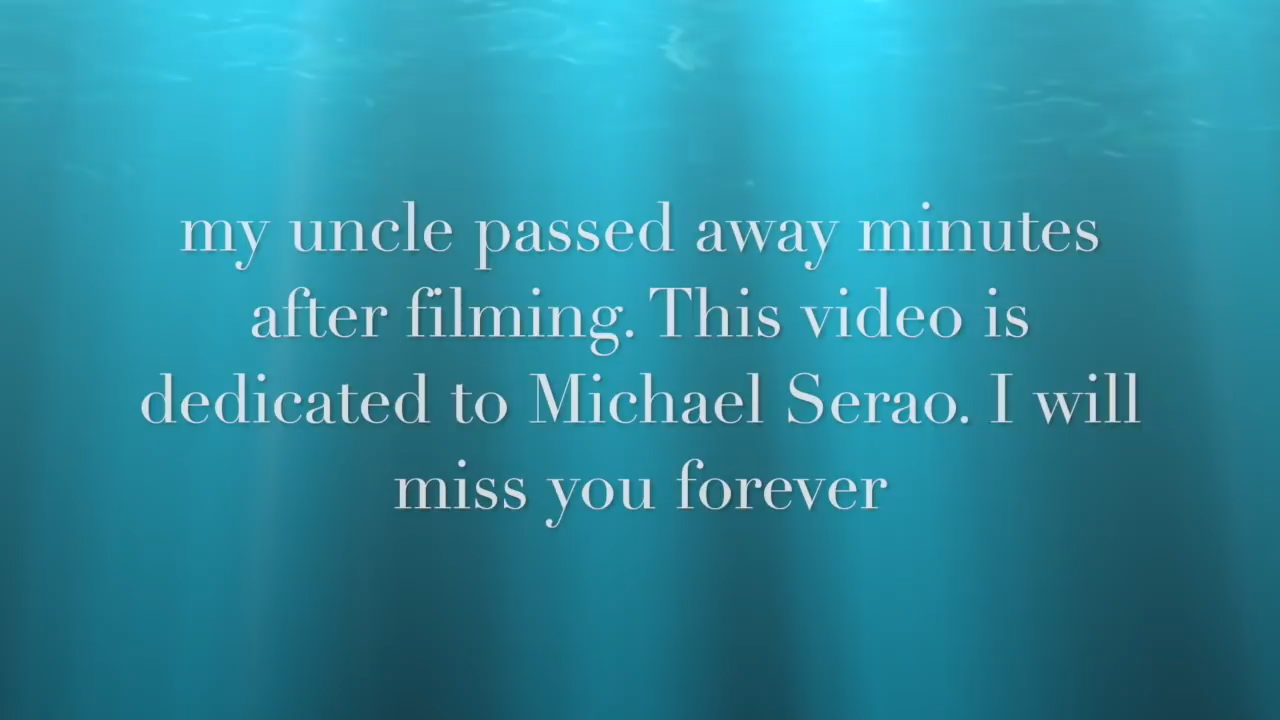 my uncle passed away minutes
after filming. This video is
dedicated to Michael Serao. I will
miss you forever